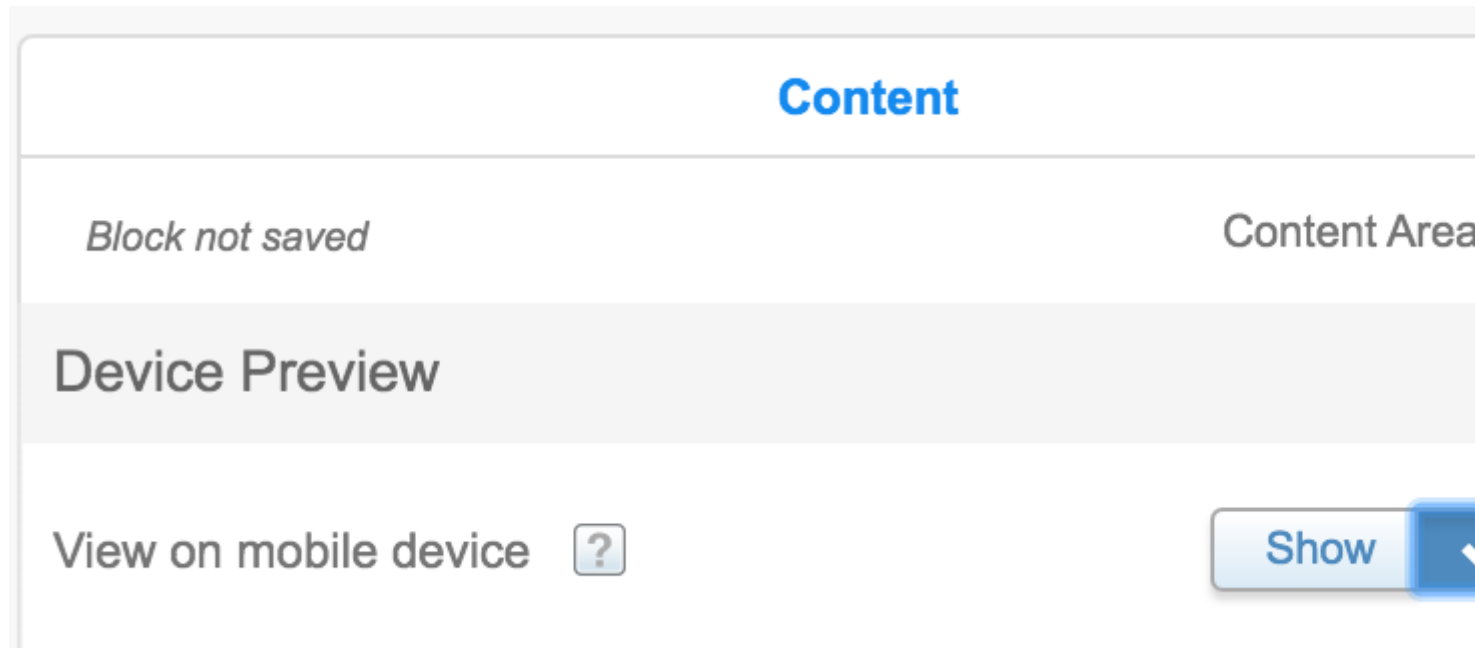 Content
Block not saved Content Area
Device Preview
View on mobile device ? Show